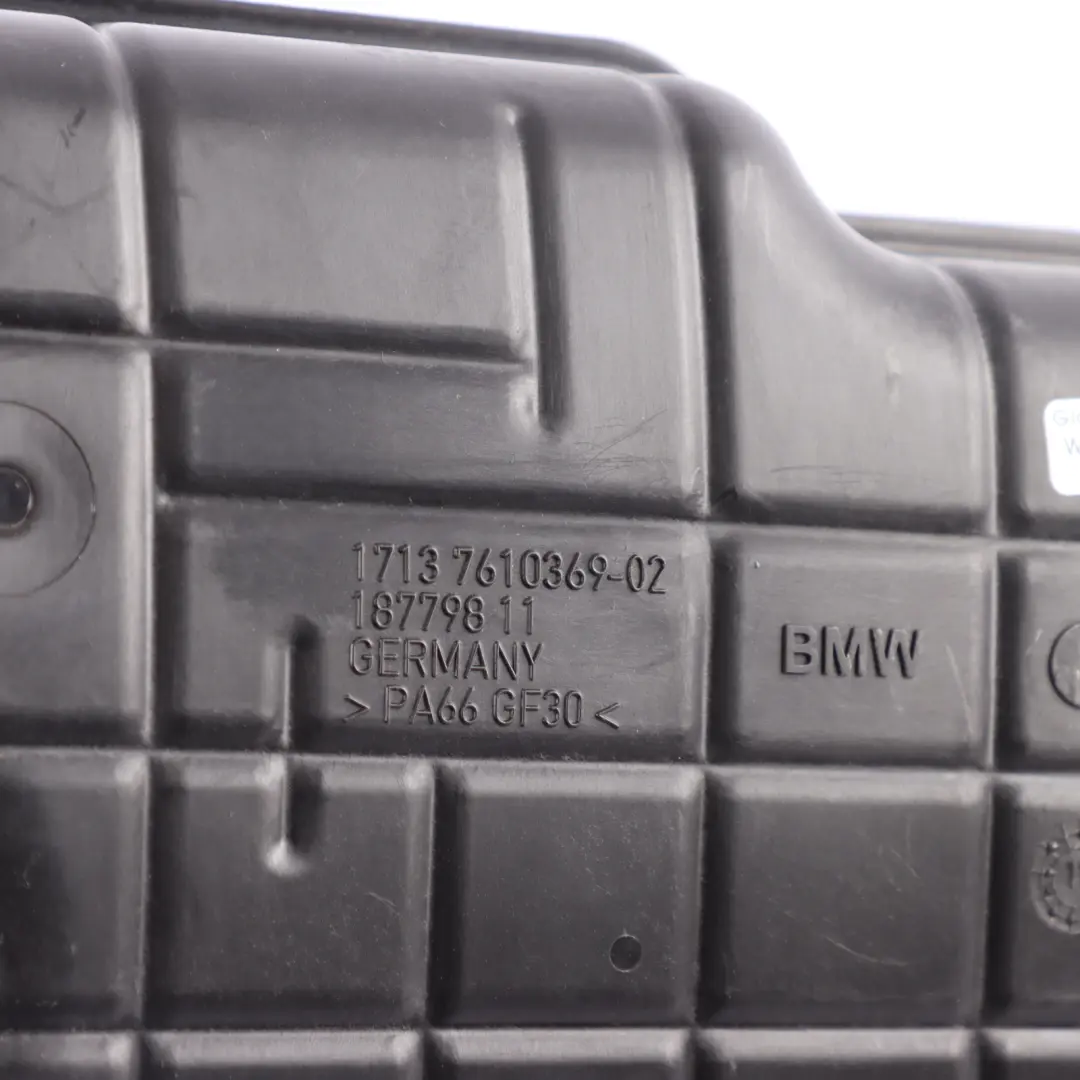 1713 7610369-02
187798 11
GERMANY
> PA66 GF30 <
BMW